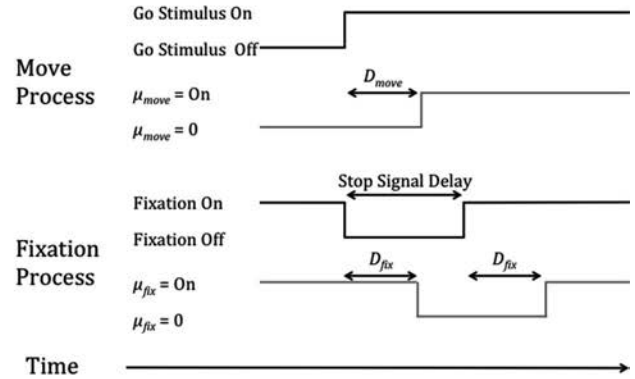 Go Stimulus On
Go Stimulus Off
Move
Process
D_move
μ_move = On
μ_move = 0
Stop Signal Delay
Fixation On
Fixation Off
Fixation
Process
D_fix
D_fix
μ_fix = On
μ_fix = 0
Time